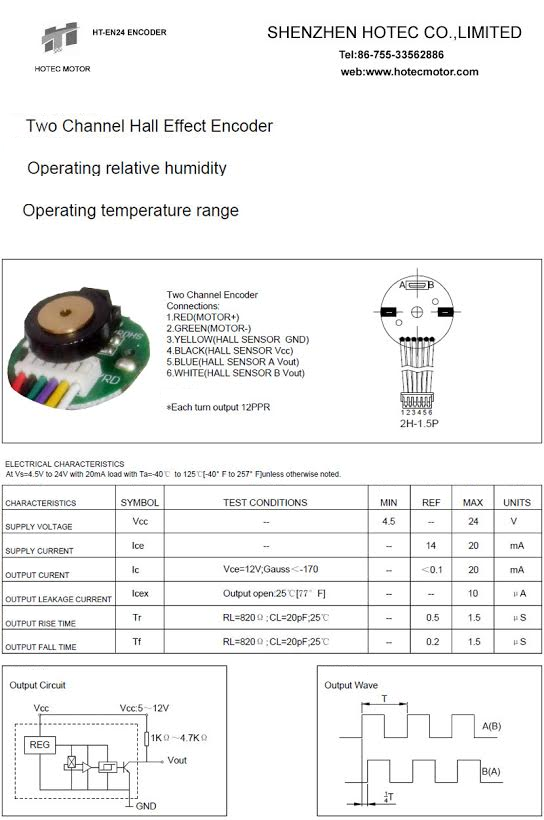 HT-EN24 ENCODER
HOTEC MOTOR
SHENZHEN HOTEC CO.,LIMITED
Tel:86-755-33562886
web:www.hotecmotor.com
Two Channel Hall Effect Encoder
Operating relative humidity
Operating temperature range
RDHS
RD
Two Channel Encoder
Connections:
1.RED(MOTOR+)
2.GREEN(MOTOR-)
3.YELLOW(HALL SENSOR GND)
4.BLACK(HALL SENSOR Vcc)
5.BLUE(HALL SENSOR A Vout)
6.WHITE(HALL SENSOR B Vout)
*Each turn output 12PPR
A B
1 2 3 4 5 6
2H-1.5P
ELECTRICAL CHARACTERISTICS
At Vs=4.5V to 24V with 20mA load with Ta=-40℃ to 125℃[-40° F to 257° F]unless otherwise noted.
CHARACTERISTICS SYMBOL TEST CONDITIONS MIN REF MAX UNITS
SUPPLY VOLTAGE Vcc -- 4.5 -- 24 V
SUPPLY CURRENT Ice -- -- 14 20 mA
OUTPUT CURENT Ic Vce=12V;Gauss＜-170 -- ＜0.1 20 mA
OUTPUT LEAKAGE CURRENT Icex Output open:25℃[77° F] -- -- 10 μA
OUTPUT RISE TIME Tr RL=820Ω;CL=20pF;25℃ -- 0.5 1.5 μS
OUTPUT FALL TIME Tf RL=820Ω;CL=20pF;25℃ -- 0.2 1.5 μS
Output Circuit
Vcc Vcc:5～12V
REG
1KΩ～4.7KΩ
Vout
GND
Output Wave
T
A(B)
B(A)
¼T